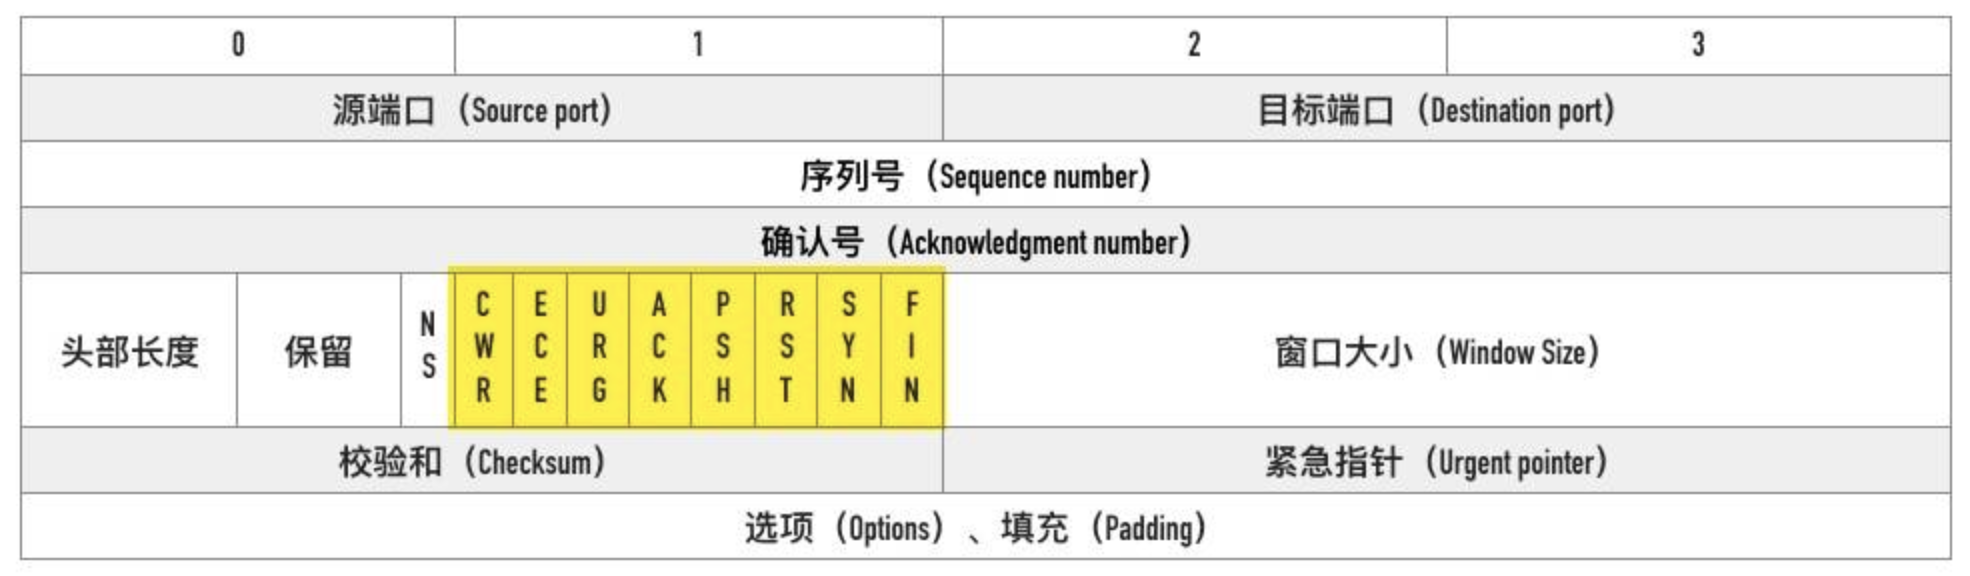 0 1 2 3
源端口（Source port） 目标端口（Destination port）
序列号（Sequence number）
确认号（Acknowledgment number）
头部长度 保留 NS CWR ECE URG ACK PSH RST SYN FIN 窗口大小（Window Size）
校验和（Checksum） 紧急指针（Urgent pointer）
选项（Options）、填充（Padding）